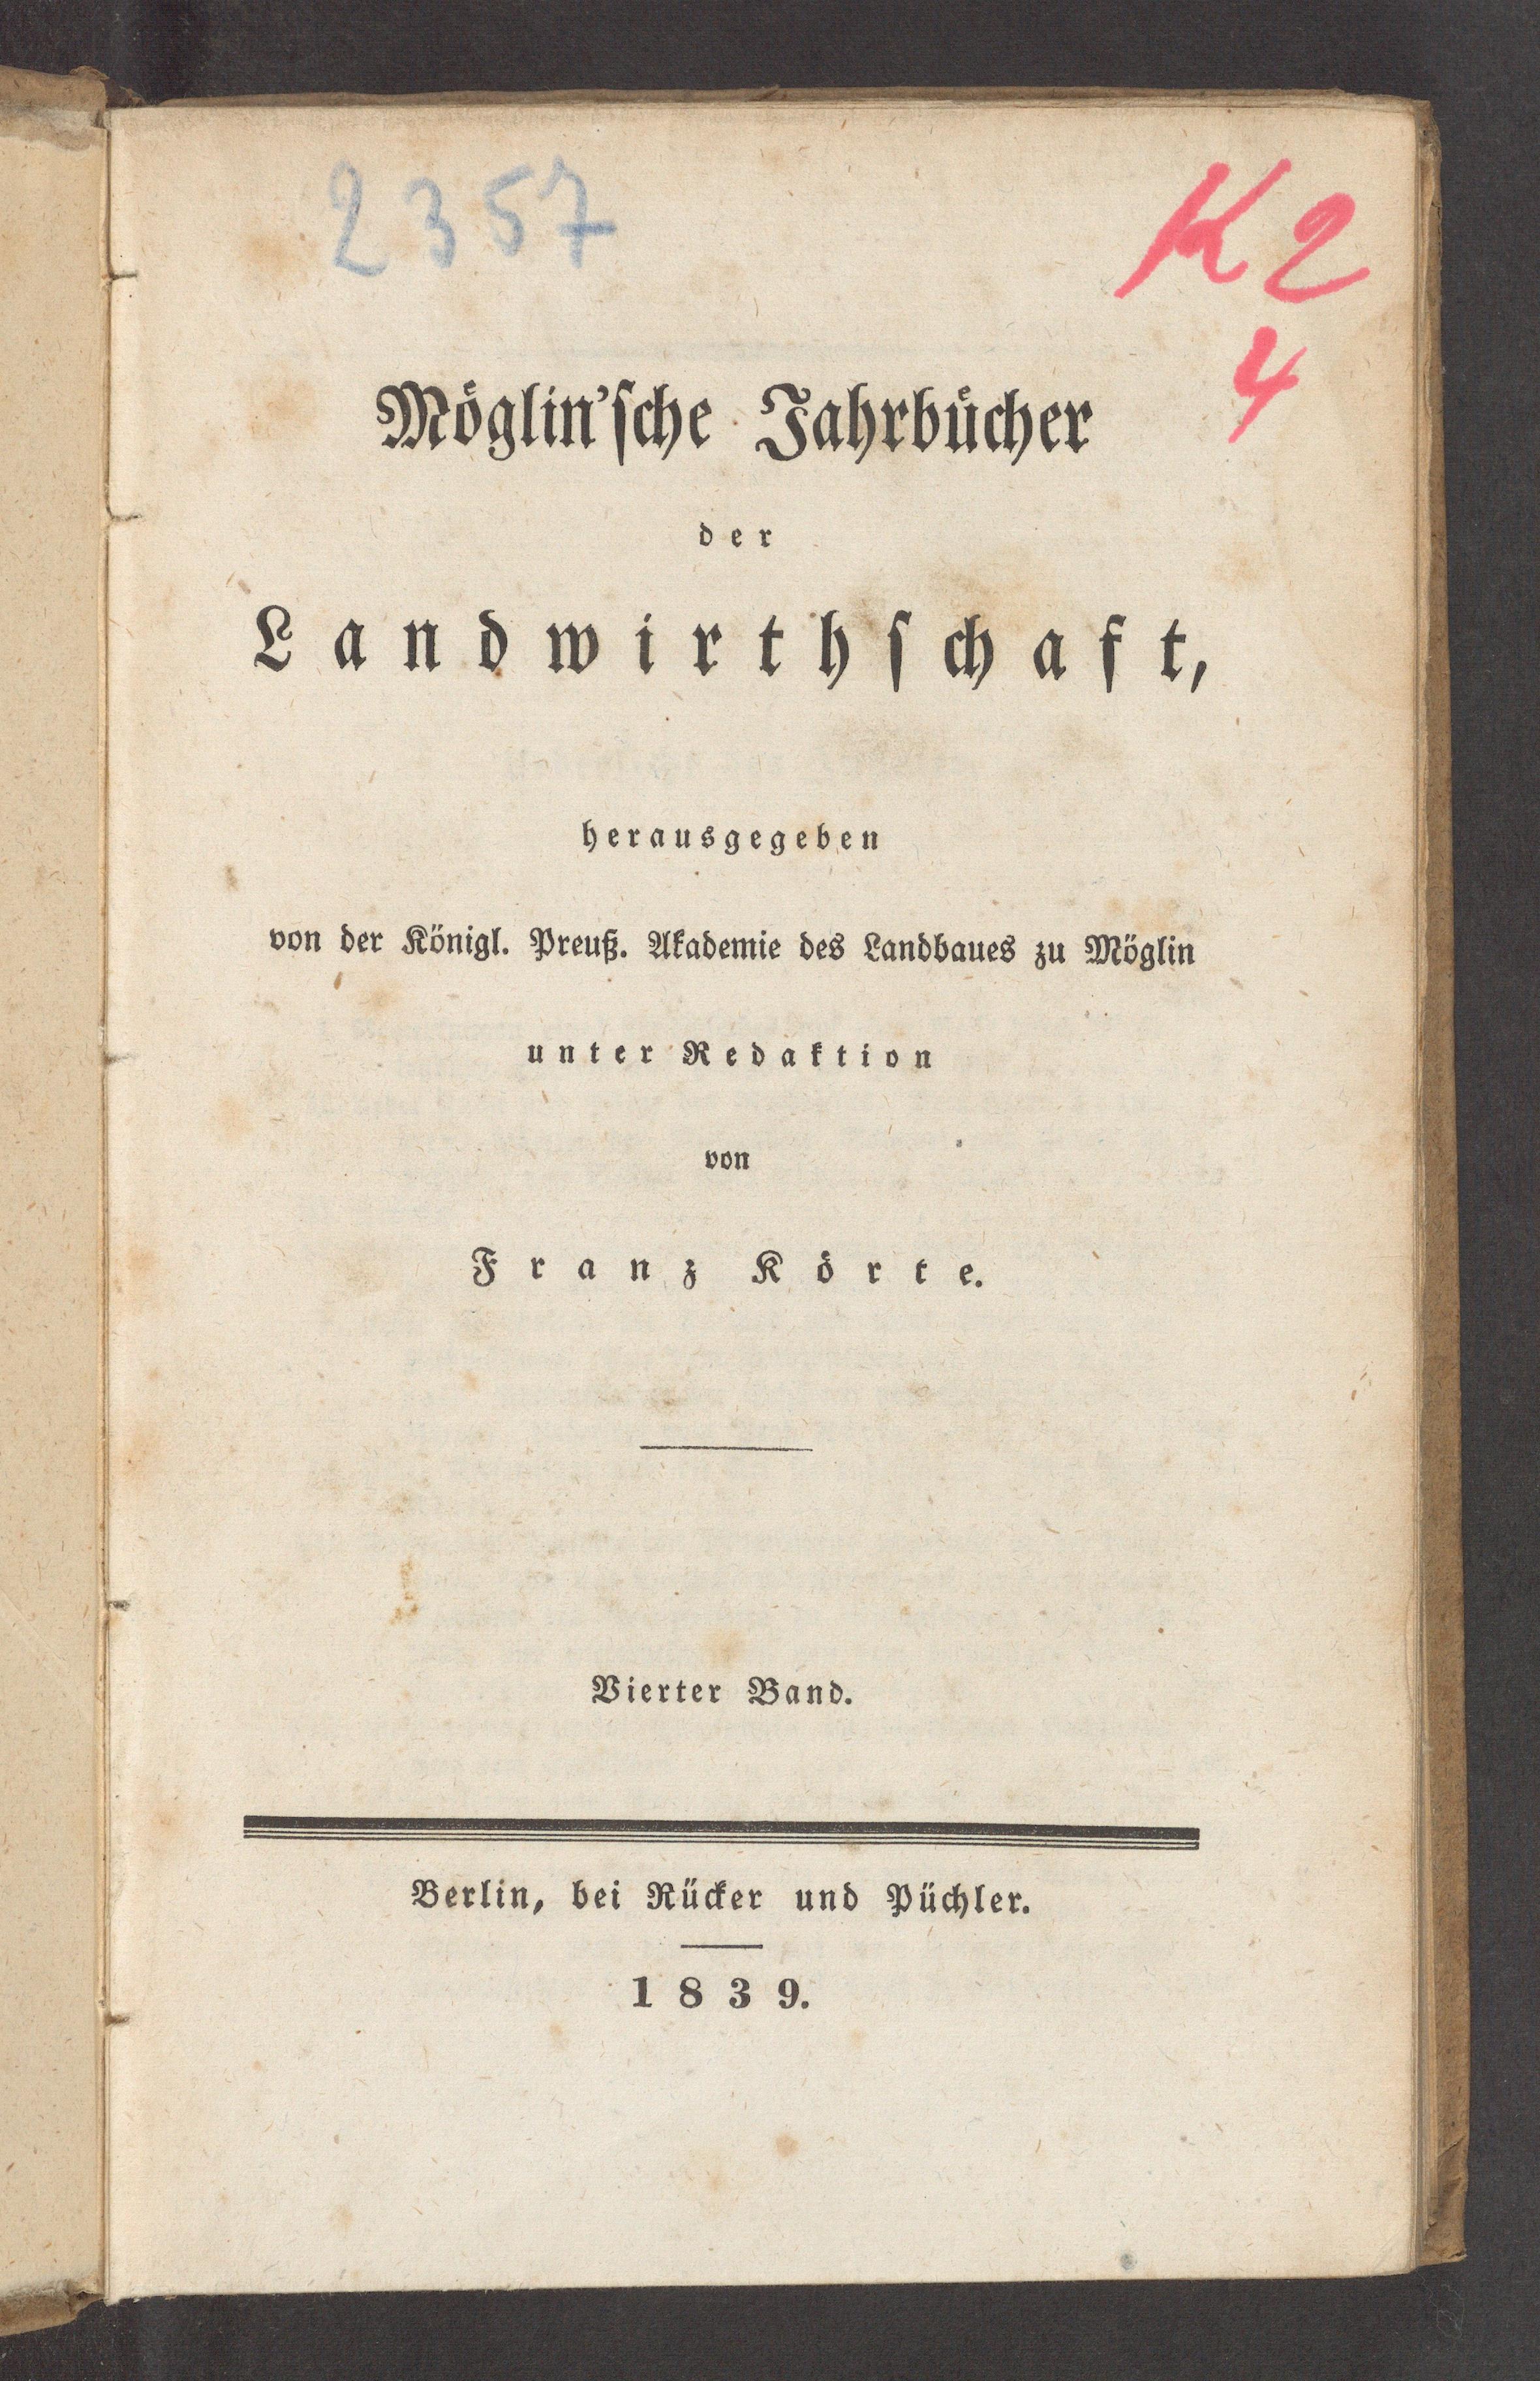 2357
K 2
4
Möglin'sche Jahrbücher
der
Landwirthschaft,
herausgegeben
von der Königl. Preuß. Akademie des Landbaues zu Möglin
unter Redaktion
von
Franz Körte.
Vierter Band.
Berlin, bei Rücker und Püchler.
1839.